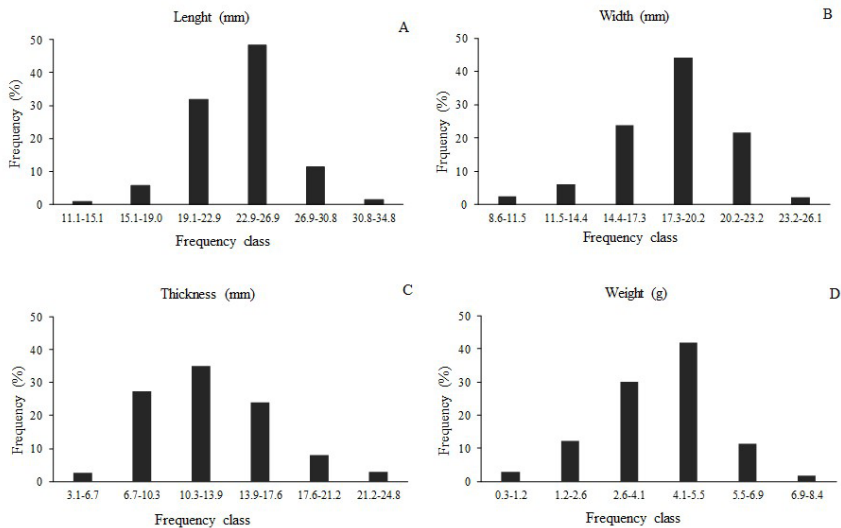 Lenght (mm)
A
50
40
30
20
10
0
Frequency (%)
11.1-15.1 15.1-19.0 19.1-22.9 22.9-26.9 26.9-30.8 30.8-34.8
Frequency class
Width (mm)
B
50
40
30
20
10
0
Frquency (%)
8.6-11.5 11.5-14.4 14.4-17.3 17.3-20.2 20.2-23.2 23.2-26.1
Frequency class
Thickness (mm)
C
50
40
30
20
10
0
Frequency (%)
3.1-6.7 6.7-10.3 10.3-13.9 13.9-17.6 17.6-21.2 21.2-24.8
Frequency class
Weight (g)
D
50
40
30
20
10
0
Frequency (%)
0.3-1.2 1.2-2.6 2.6-4.1 4.1-5.5 5.5-6.9 6.9-8.4
Frequency class